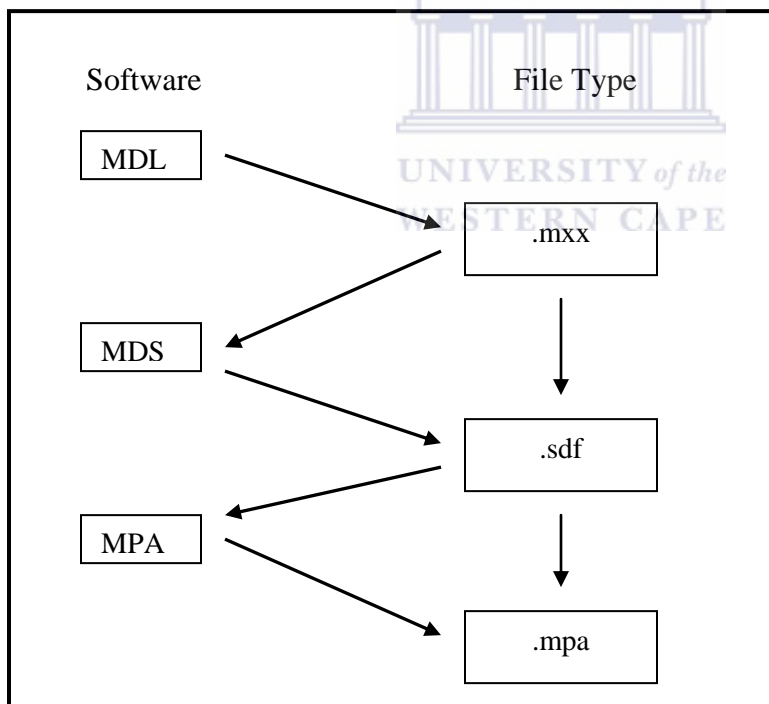 Software File Type
MDL
UNIVERSITY of the
WESTERN CAPE
.mxx
MDS
.sdf
MPA
.mpa